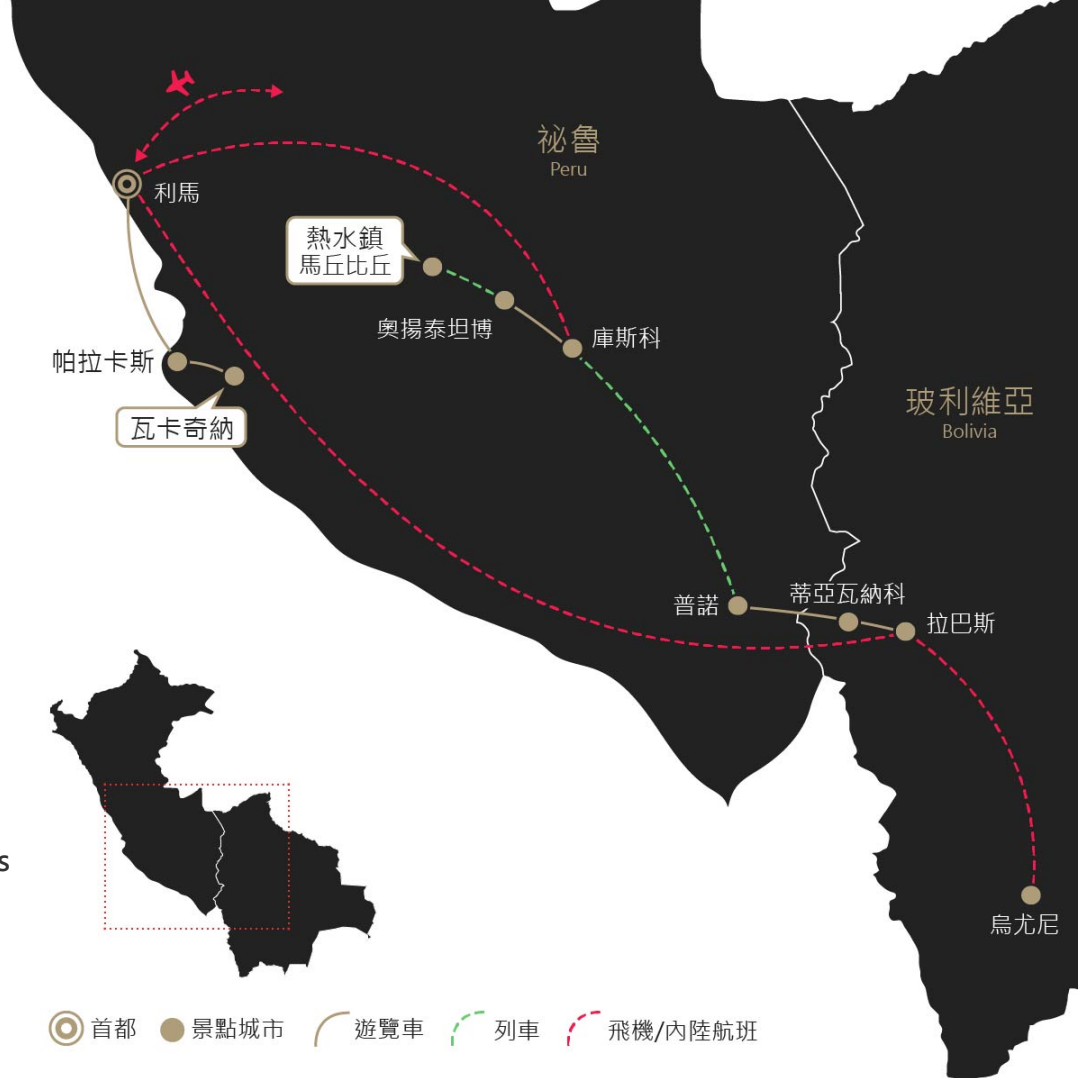 祕魯
Peru
利馬
熱水鎮
馬丘比丘
奧揚泰坦博
庫斯科
帕拉卡斯
瓦卡奇納
玻利維亞
Bolivia
普諾
蒂亞瓦納科
拉巴斯
烏尤尼
s
首都
景點城市
遊覽車
列車
飛機/內陸航班